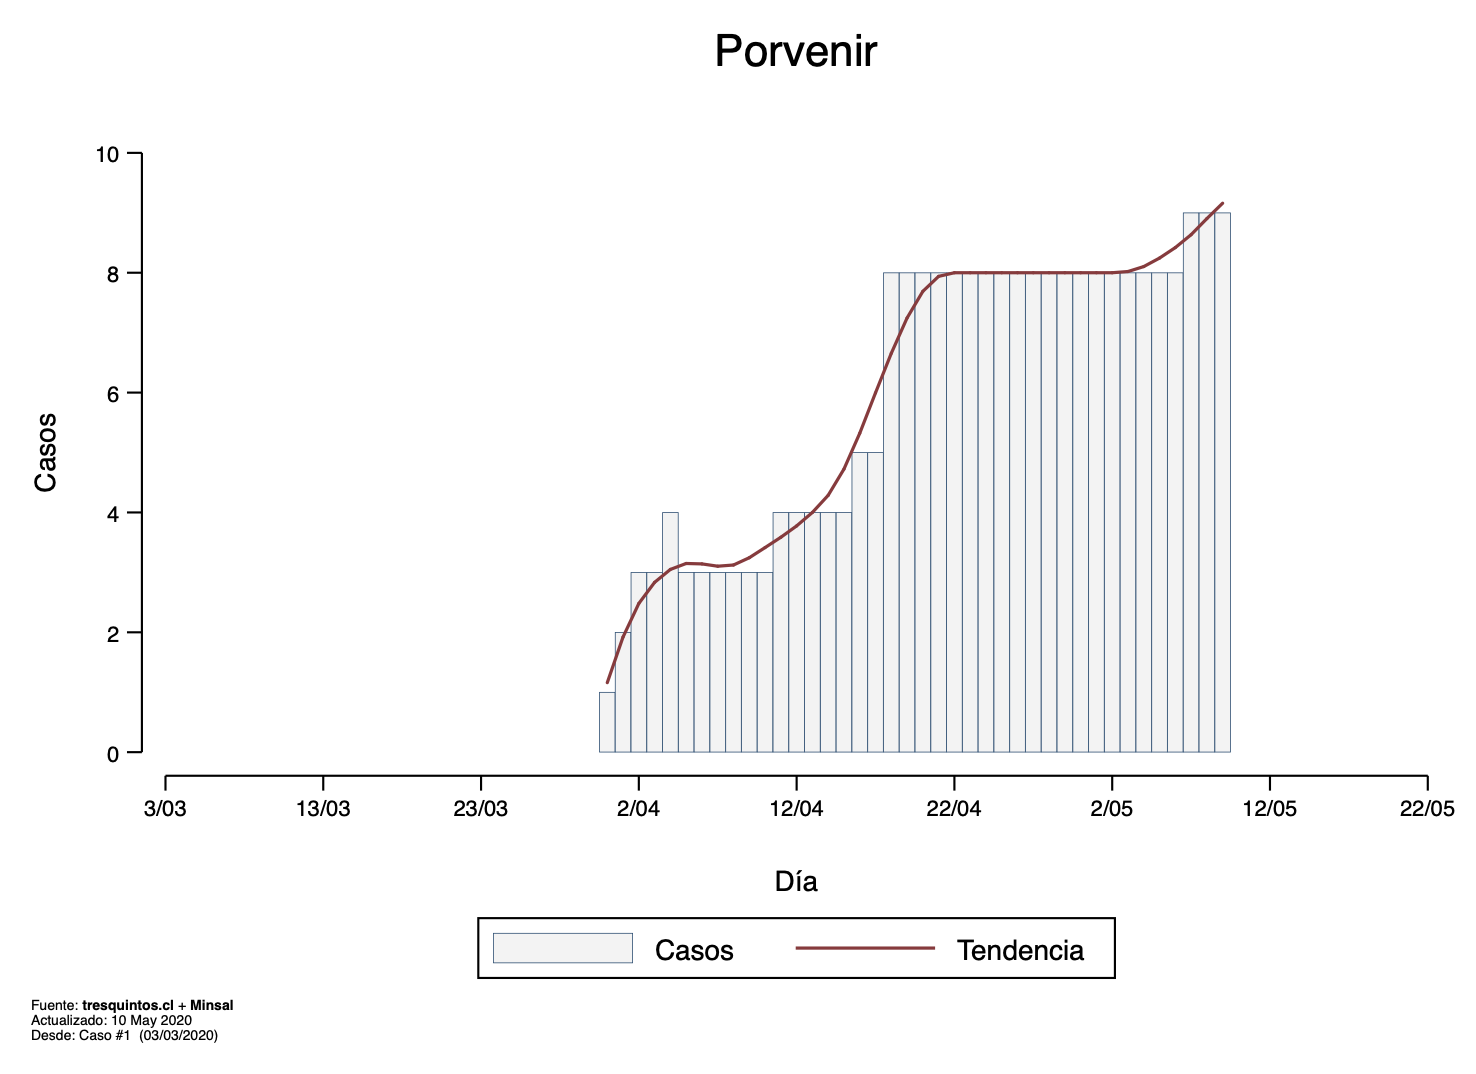 Porvenir
10
8
6
4
2
0
Casos
3/03 13/03 23/03 2/04 12/04 22/04 2/05 12/05 22/05
Día
Casos Tendencia
Fuente: tresquintos.cl + Minsal
Actualizado: 10 May 2020
Desde: Caso #1 (03/03/2020)